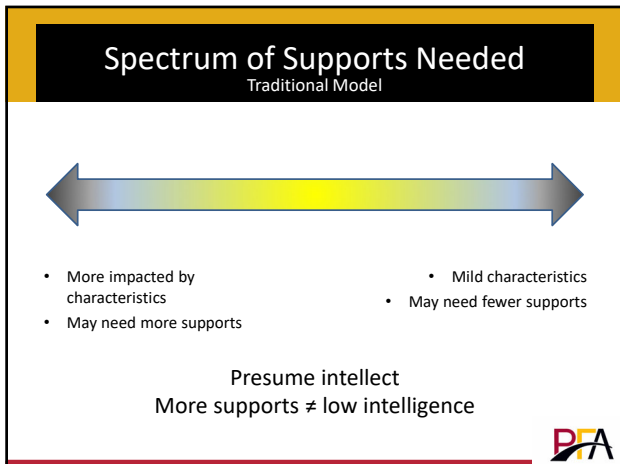 Spectrum of Supports Needed
Traditional Model
• More impacted by
characteristics
• May need more supports
• Mild characteristics
• May need fewer supports
Presume intellect
More supports ≠ low intelligence
PFA